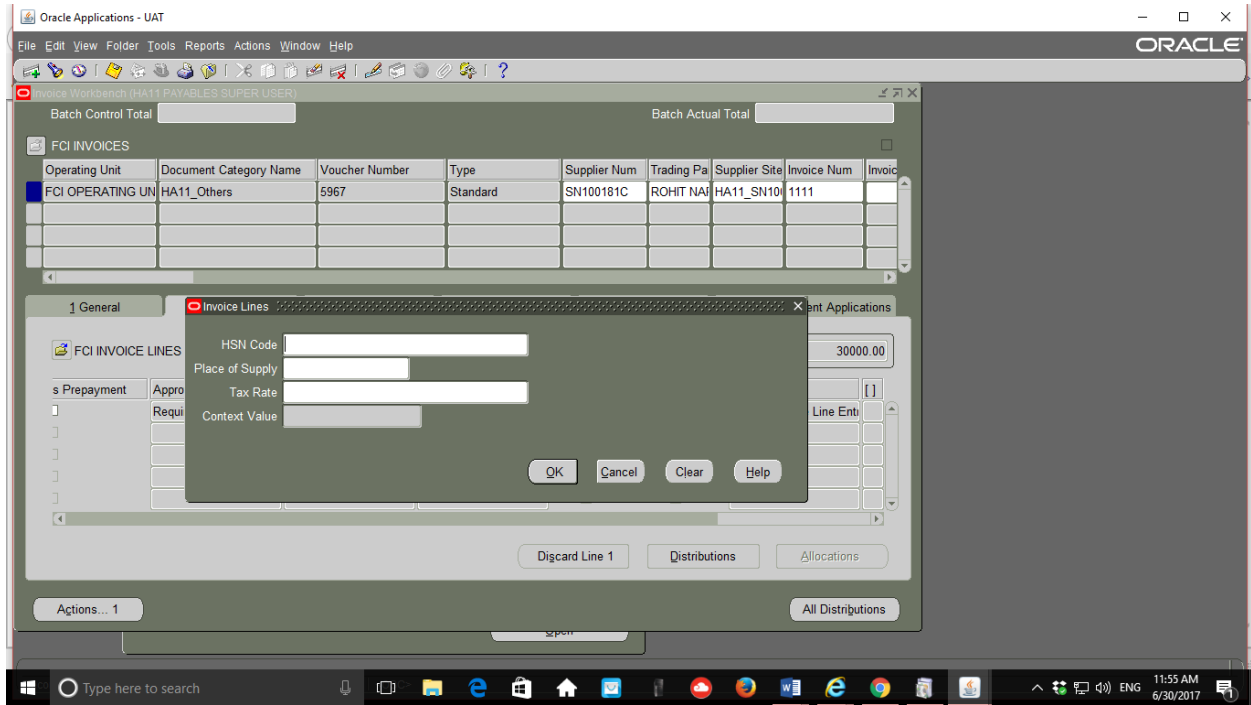 Oracle Applications - UAT
File Edit View Folder Tools Reports Actions Window Help
ORACLE
Invoice Workbench (HA11 PAYABLES SUPER USER)
Batch Control Total
Batch Actual Total
FCI INVOICES
Operating Unit Document Category Name Voucher Number Type Supplier Num Trading Pa Supplier Site Invoice Num Invoic
FCI OPERATING UN HA11_Others 5967 Standard SN100181C ROHIT NAR HA11_SN10 1111
1 General
ent Applications
Invoice Lines
HSN Code
Place of Supply
Tax Rate
Context Value
OK Cancel Clear Help
FCI INVOICE LINES
30000.00
s Prepayment Appro [ ]
Requi Line Entr
Discard Line 1 Distributions Allocations
Actions... 1
All Distributions
Open
Type here to search
ENG
11:55 AM
6/30/2017